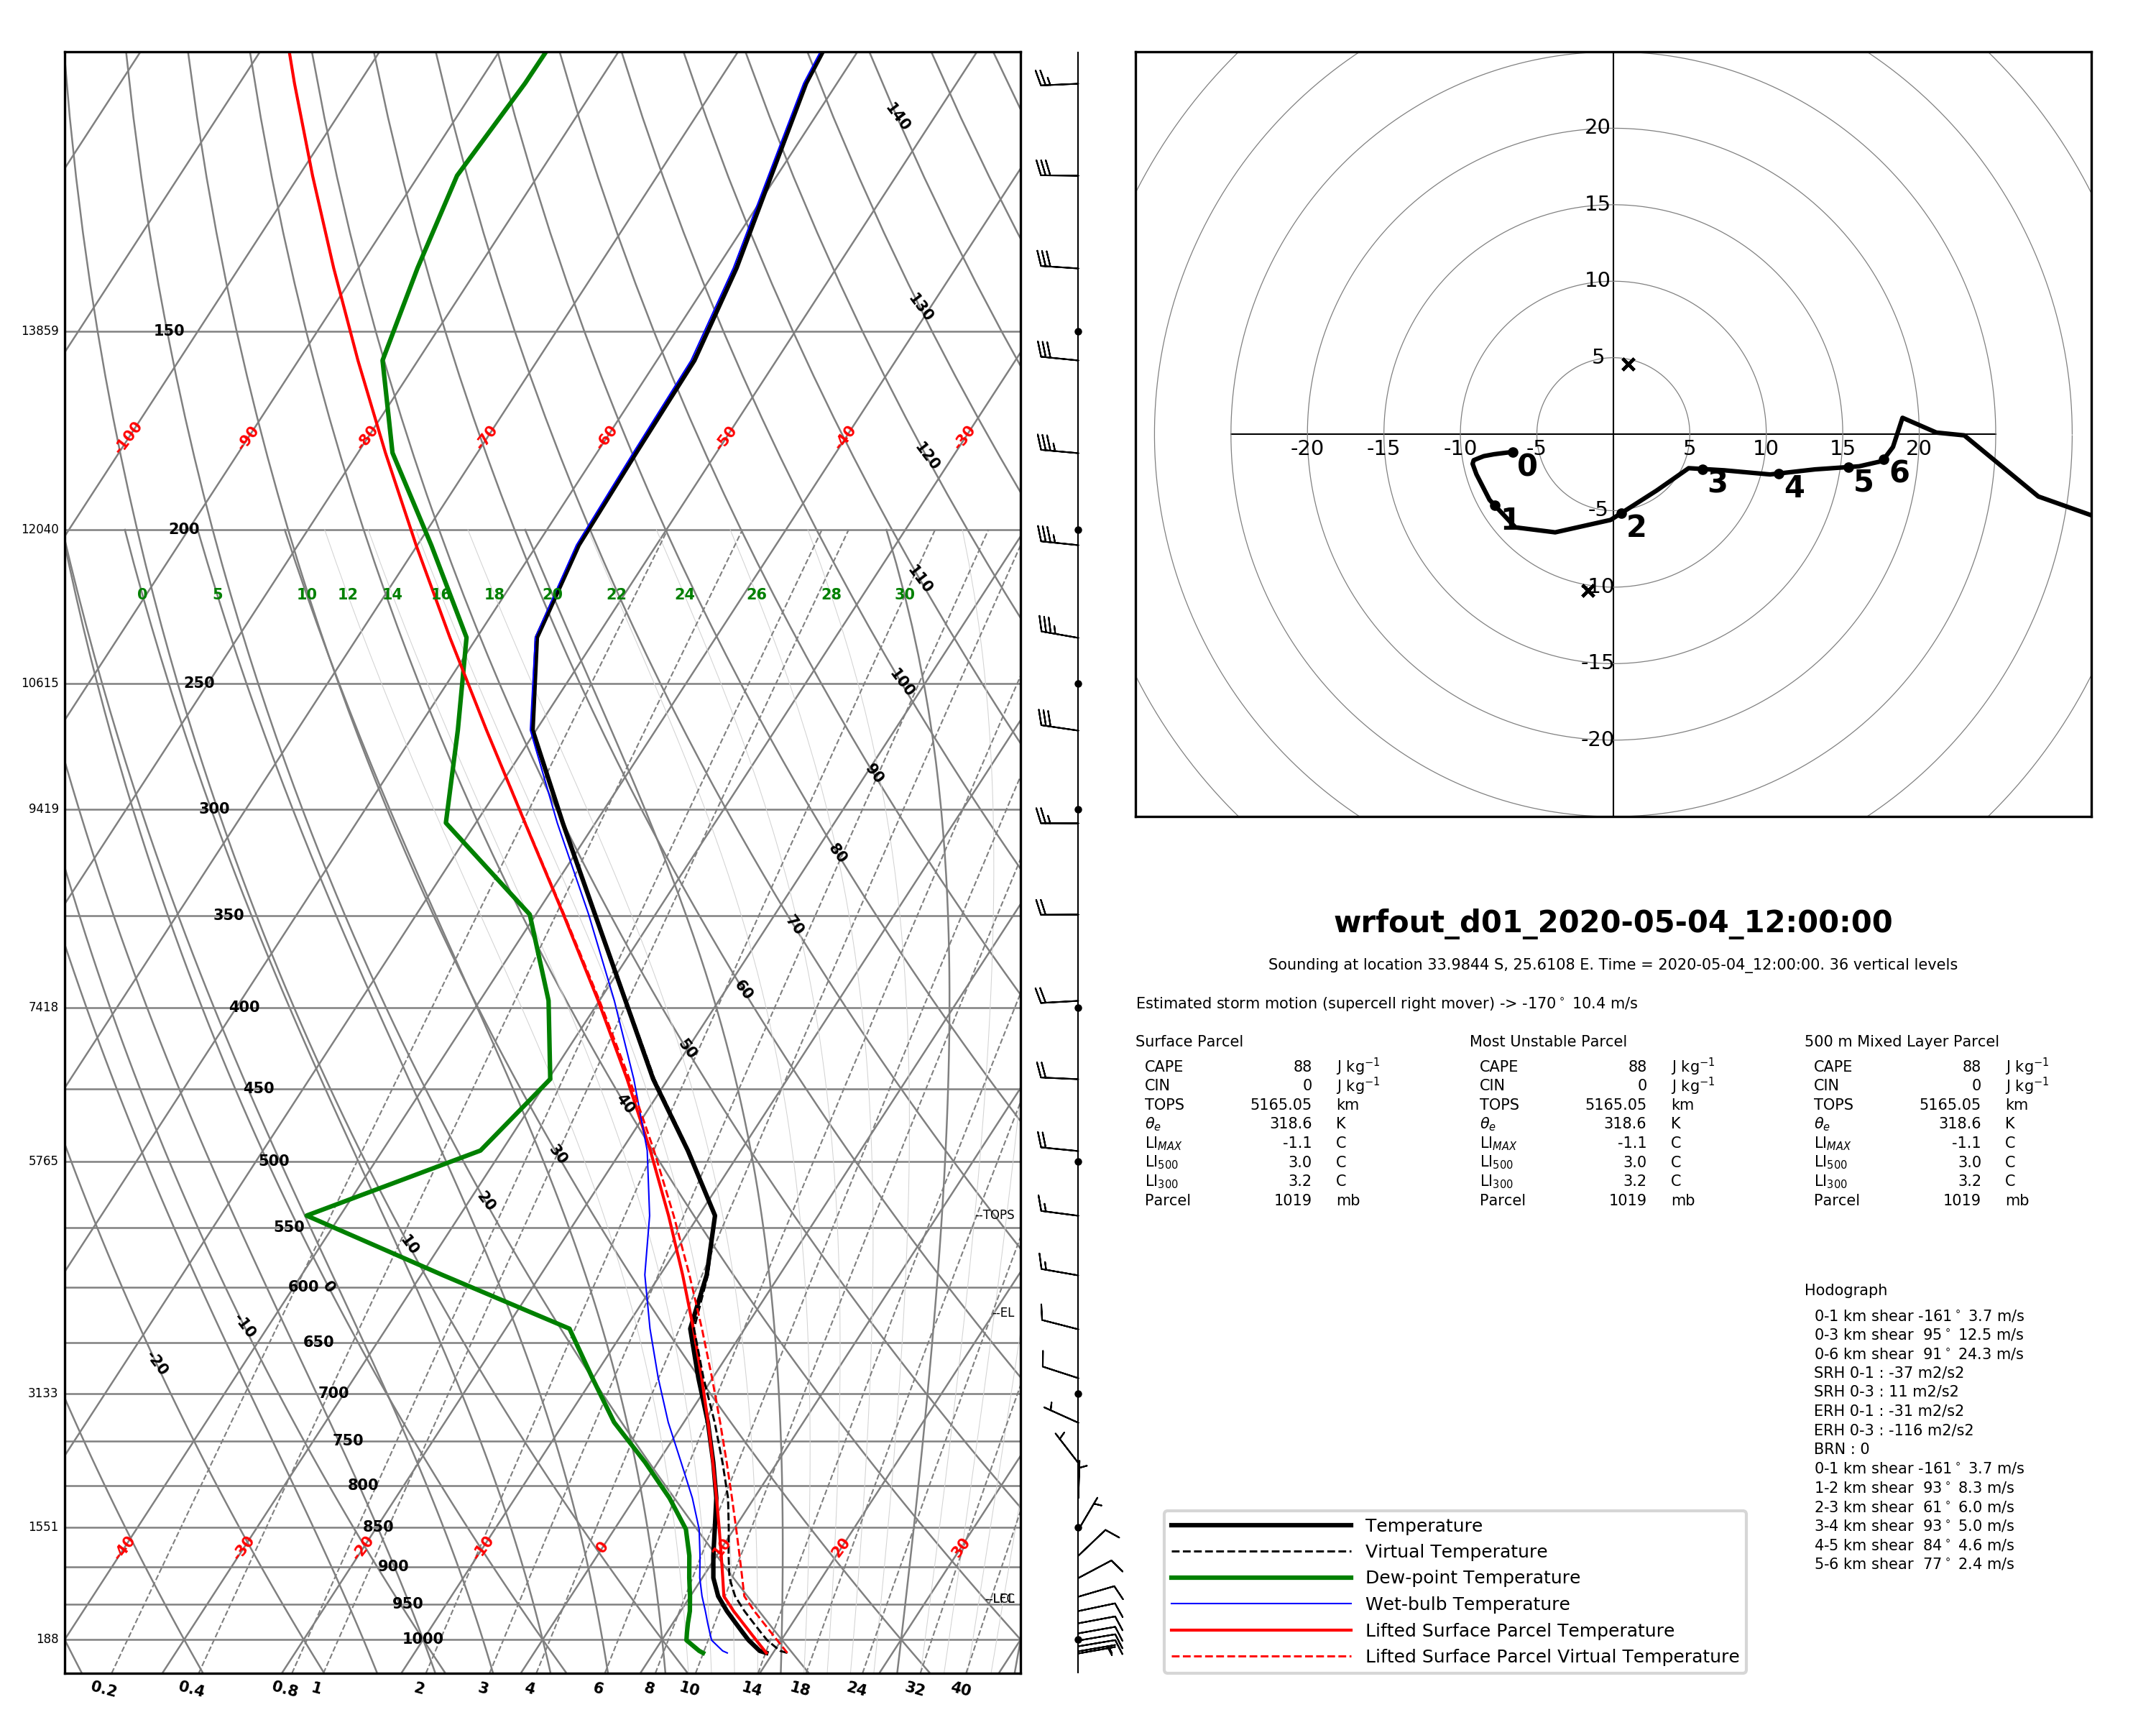 140
130
120
110
100
90
80
70
60
50
40
30
20
10
0
-10
-20
13859 150
-100 -90 -80 -70 -60 -50 -40 -30
12040 200
0 5 10 12 14 16 18 20 22 24 26 28 30
10615 250
9419 300
350
7418 400
450
5765 500
550 –TOPS
600
–EL
650
3133 700
750
800
1551 850
-40 -30 -20 -10 0 10 20 30
900
950
188 1000
0.2 0.4 0.8 1 2 3 4 6 8 10 14 18 24 32 40
20
15
10
5
-20 -15 -10 -5 5 10 15 20
-5
-10
-15
-20
0 1 2 3 4 5 6
wrfout_d01_2020-05-04_12:00:00
Sounding at location 33.9844 S, 25.6108 E. Time = 2020-05-04_12:00:00. 36 vertical levels
Estimated storm motion (supercell right mover) -> -170° 10.4 m/s
Surface Parcel
CAPE 88 J kg⁻¹
CIN 0 J kg⁻¹
TOPS 5165.05 km
θe 318.6 K
LIMAX -1.1 C
LI500 3.0 C
LI300 3.2 C
Parcel 1019 mb
Most Unstable Parcel
CAPE 88 J kg⁻¹
CIN 0 J kg⁻¹
TOPS 5165.05 km
θe 318.6 K
LIMAX -1.1 C
LI500 3.0 C
LI300 3.2 C
Parcel 1019 mb
500 m Mixed Layer Parcel
CAPE 88 J kg⁻¹
CIN 0 J kg⁻¹
TOPS 5165.05 km
θe 318.6 K
LIMAX -1.1 C
LI500 3.0 C
LI300 3.2 C
Parcel 1019 mb
Hodograph
0-1 km shear -161° 3.7 m/s
0-3 km shear 95° 12.5 m/s
0-6 km shear 91° 24.3 m/s
SRH 0-1 : -37 m2/s2
SRH 0-3 : 11 m2/s2
ERH 0-1 : -31 m2/s2
ERH 0-3 : -116 m2/s2
BRN : 0
0-1 km shear -161° 3.7 m/s
1-2 km shear 93° 8.3 m/s
2-3 km shear 61° 6.0 m/s
3-4 km shear 93° 5.0 m/s
4-5 km shear 84° 4.6 m/s
5-6 km shear 77° 2.4 m/s
Temperature
Virtual Temperature
Dew-point Temperature
Wet-bulb Temperature
Lifted Surface Parcel Temperature
Lifted Surface Parcel Virtual Temperature